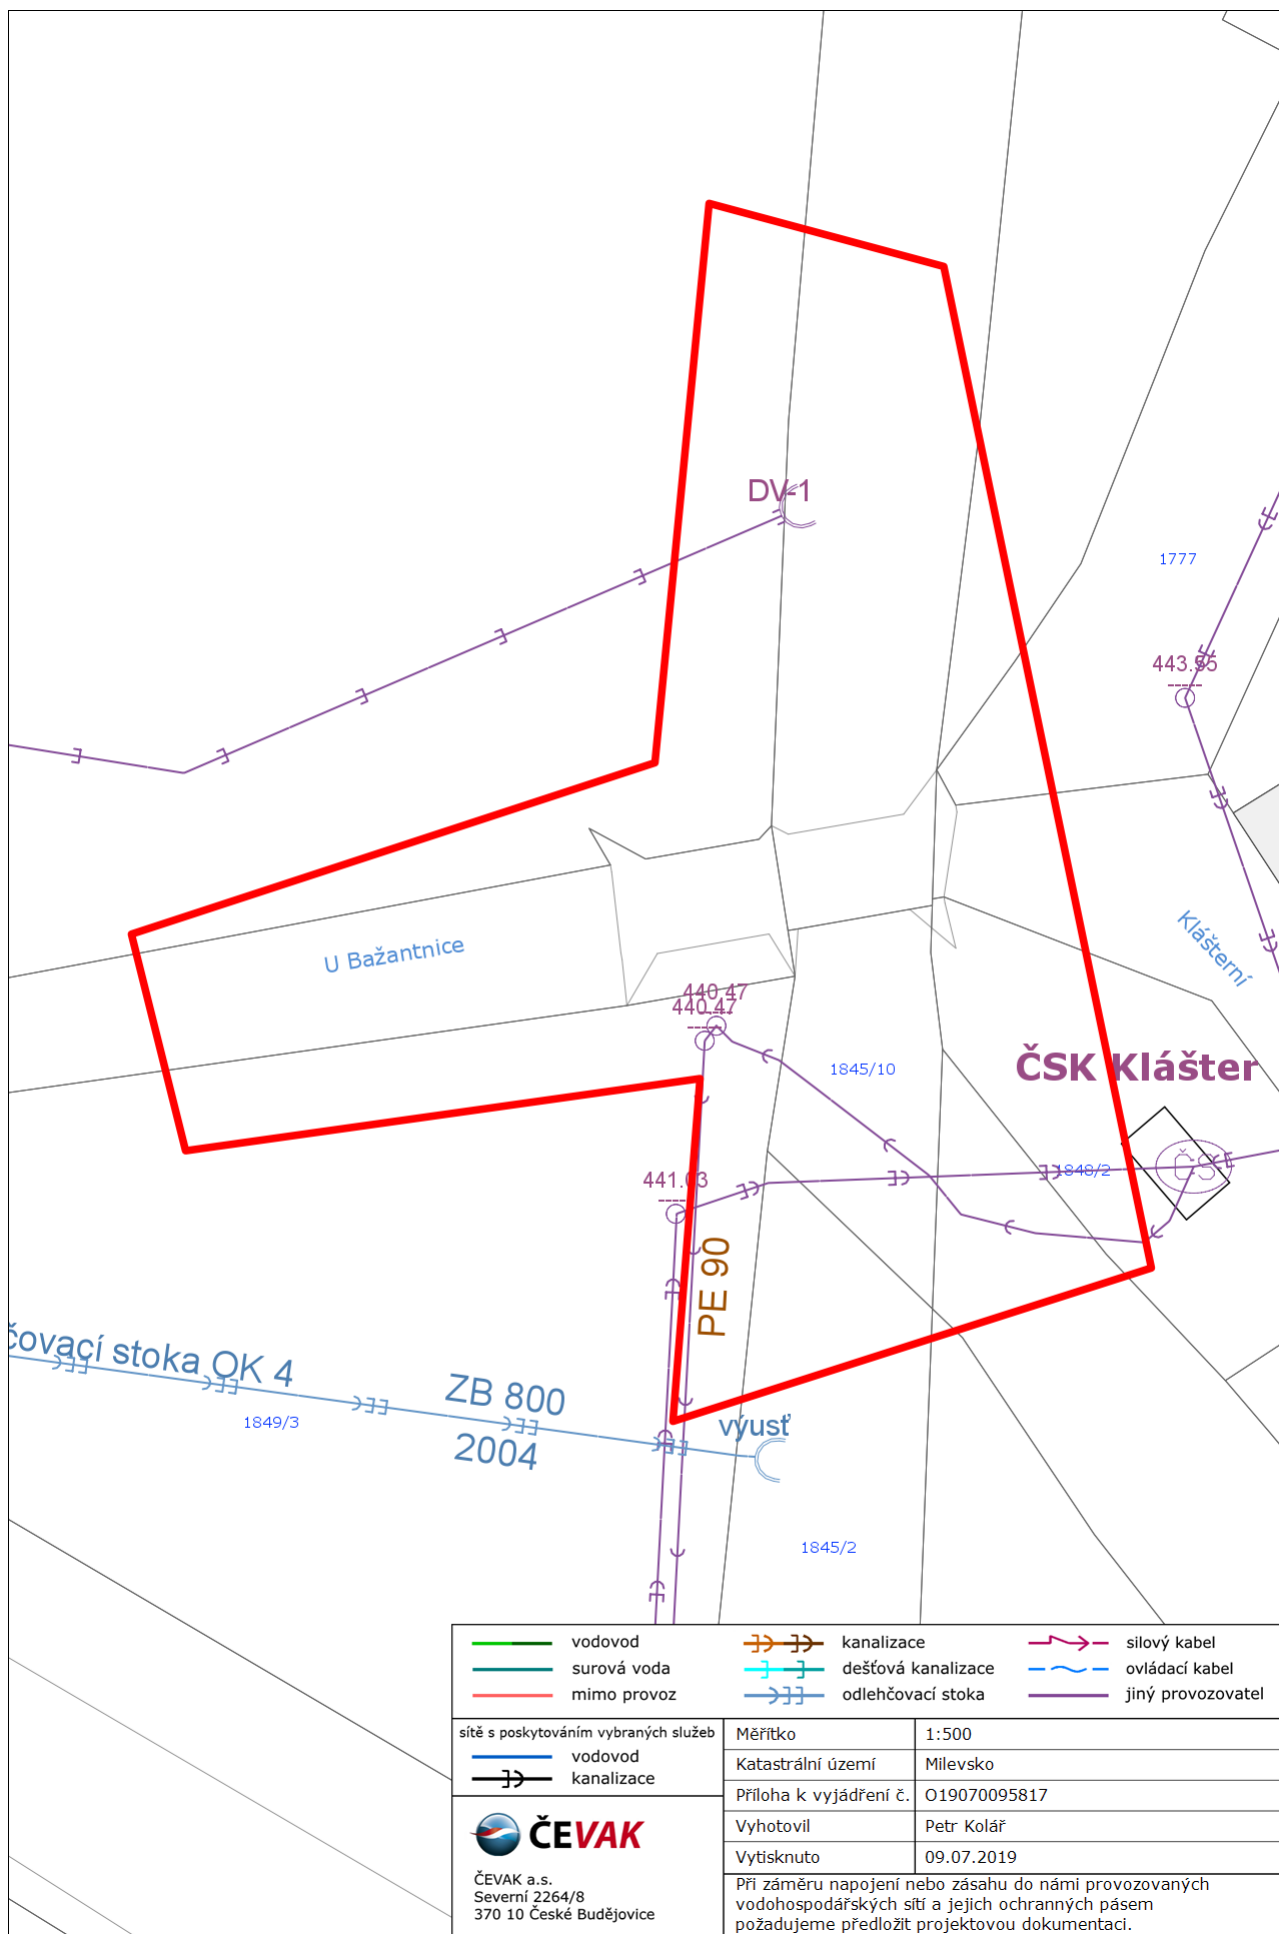 DV-1
1777
443.55
U Bažantnice
Klášterní
440.47
440.47
1845/10
ČSK Klášter
ČS
1848/2
441.03
PE 90
čovací stoka OK 4
ZB 800
výusť
1849/3
2004
1845/2
vodovod
kanalizace
silový kabel
surová voda
dešťová kanalizace
ovládací kabel
mimo provoz
odlehčovací stoka
jiný provozovatel
sítě s poskytováním vybraných služeb
vodovod
kanalizace
Měřítko 1:500
Katastrální území Milevsko
Příloha k vyjádření č. O19070095817
Vyhotovil Petr Kolář
Vytisknuto 09.07.2019
ČEVAK
ČEVAK a.s.
Severní 2264/8
370 10 České Budějovice
Při záměru napojení nebo zásahu do námi provozovaných
vodohospodářských sítí a jejich ochranných pásem
požadujeme předložit projektovou dokumentaci.